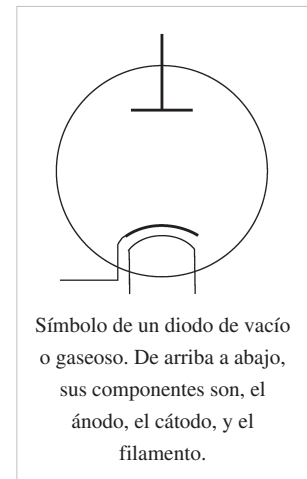 Símbolo de un diodo de vacío
o gaseoso. De arriba a abajo,
sus componentes son, el
ánodo, el cátodo, y el
filamento.